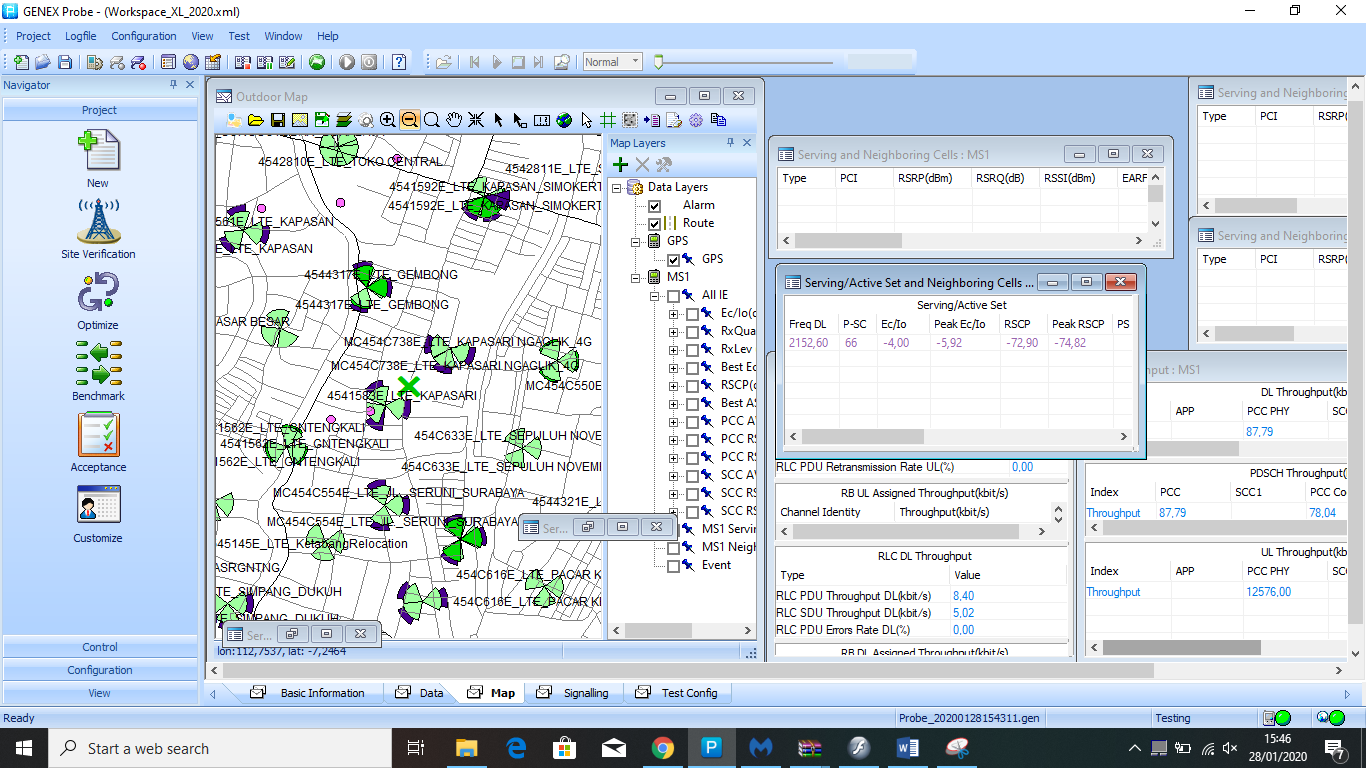 GENEX Probe - (Workspace_XL_2020.xml)
Project Logfile Configuration View Test Window Help
Normal
Navigator
Project
New
Site Verification
Optimize
Benchmark
Acceptance
Customize
Control
Configuration
View
Outdoor Map
4542810E_LTE_TOKO CENTRAL
4542811E_LTE_S
4541592E_LTE_KAPASAN_SIMOKERT
4541592E_LTE_KAPASAN_SIMOKERT
561E_LTE_KAPASAN
E_LTE_KAPASAN
4544317E_LTE_GEMBONG
4544317E_LTE_GEMBONG
ASAR BESAR
MC454C738E_LTE_KAPASARI NGAGLIK_4G
MC454C738E_LTE_KAPASARI NGAGLIK_4G
MC454C550E
4541583E_LTE_KAPASARI
1562E_LTE_GNTENGKALI
454C633E_LTE_SEPULUH NOVE
4541562E_LTE_GNTENGKALI
1562E_LTE_GNTENGKALI
454C633E_LTE_SEPULUH NOVEMI
MC454C554E_LTE_JL_SERUNI_SURABAYA
4544321E_L
MC454C554E_LTE_JL_SERUNI_SURABAYA
45145E_LTE_KetabangRelocation
ASRGNTNG
454C616E_LTE_PACAR K
TE_SIMPANG_DUKUH
454C616E_LTE_PACAR KI
TE_SIMPANG_DUKUH
Ser...
Ser...
lon:112,7537, lat: -7,2464
Map Layers
Data Layers
Alarm
Route
GPS
GPS
MS1
All IE
Ec/Io(c
RxQua
RxLev
Best Ec
RSCP(c
Best AS
PCC A
PCC RS
PCC RS
SCC A
SCC RS
SCC RS
MS1 Servin
MS1 Neigh
Event
Serving and Neighboring Cells : MS1
Type PCI RSRP(dBm) RSRQ(dB) RSSI(dBm) EARF
Serving and Neighboring
Type PCI RSRP(
Serving and Neighboring
Type PCI RSRP(
Serving/Active Set and Neighboring Cells ...
Serving/Active Set
Freq DL P-SC Ec/Io Peak Ec/Io RSCP Peak RSCP PS
2152,60 66 -4,00 -5,92 -72,90 -74,82
RLC PDU Retransmission Rate UL(%) 0,00
RB UL Assigned Throughput(kbit/s)
Channel Identity Throughput(kbit/s)
RLC DL Throughput
Type Value
RLC PDU Throughput DL(kbit/s) 8,40
RLC SDU Throughput DL(kbit/s) 5,02
RLC PDU Errors Rate DL(%) 0,00
RB DL Assigned Throughput(kbit/s)
put : MS1
DL Throughput(kb
APP PCC PHY SC
87,79
PDSCH Throughput(
Index PCC SCC1 PCC Co
Throughput 87,79 78,04
UL Throughput(kb
Index APP PCC PHY SC
Throughput 12576,00
Basic Information Data Map Signalling Test Config
Ready Probe_20200128154311.gen Testing
Start a web search
15:46
28/01/2020
7